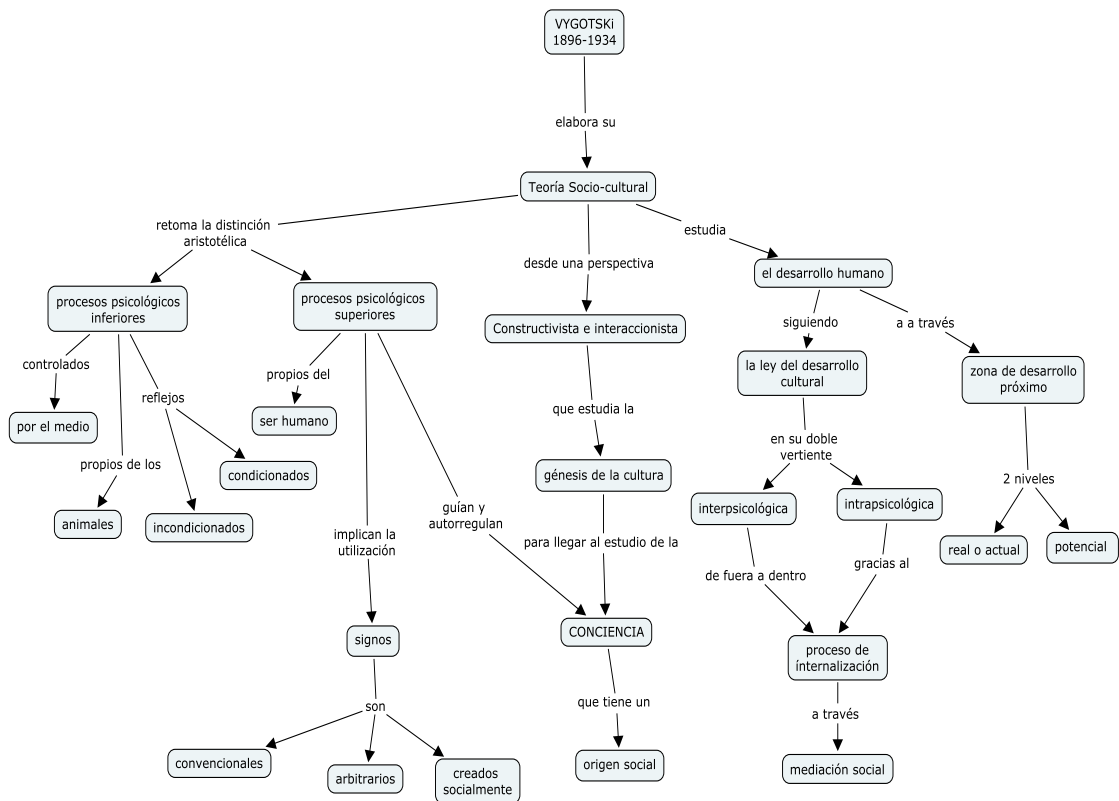 VYGOTSKi
1896-1934
elabora su
Teoría Socio-cultural
retoma la distinción
aristotélica
estudia
desde una perspectiva
el desarrollo humano
procesos psicológicos
inferiores
procesos psicológicos
superiores
Constructivista e interaccionista
siguiendo
a a través
controlados
propios del
reflejos
la ley del desarrollo
cultural
zona de desarrollo
próximo
por el medio
ser humano
que estudia la
en su doble
vertiente
propios de los
condicionados
génesis de la cultura
2 niveles
animales
incondicionados
guían y
autorregulan
interpsicológica
intrapsicológica
implican la
utilización
para llegar al estudio de la
real o actual
potencial
de fuera a dentro
gracias al
signos
CONCIENCIA
proceso de
ínternalización
son
que tiene un
a través
convencionales
arbitrarios
creados
socialmente
origen social
mediación social